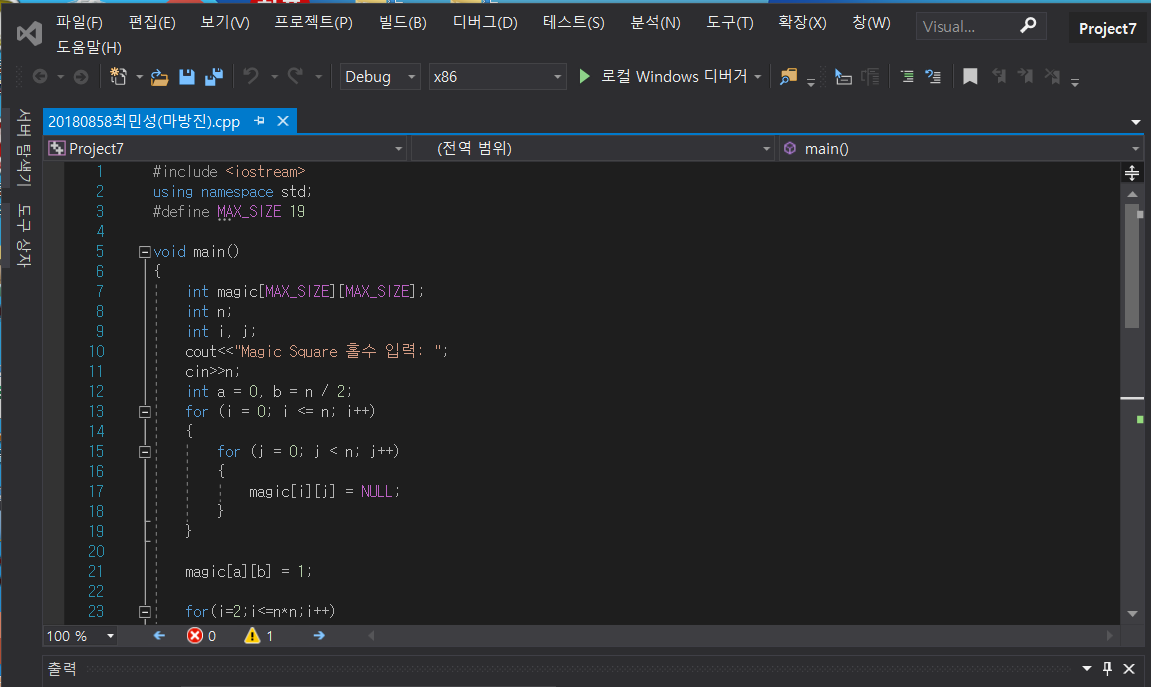 파일(F) 편집(E) 보기(V) 프로젝트(P) 빌드(B) 디버그(D) 테스트(S) 분석(N) 도구(T) 확장(X) 창(W) Visual... Project7
도움말(H)
Debug x86 로컬 Windows 디버거
서버 탐색기
도구 상자
20180858최민성(마방진).cpp
Project7 (전역 범위) main()
1 #include <iostream>
2 using namespace std;
3 #define MAX_SIZE 19
4
5 void main()
6 {
7 int magic[MAX_SIZE][MAX_SIZE];
8 int n;
9 int i, j;
10 cout<<"Magic Square 홀수 입력: ";
11 cin>>n;
12 int a = 0, b = n / 2;
13 for (i = 0; i <= n; i++)
14 {
15 for (j = 0; j < n; j++)
16 {
17 magic[i][j] = NULL;
18 }
19 }
20
21 magic[a][b] = 1;
22
23 for(i=2;i<=n*n;i++)
100 % 0 1
출력